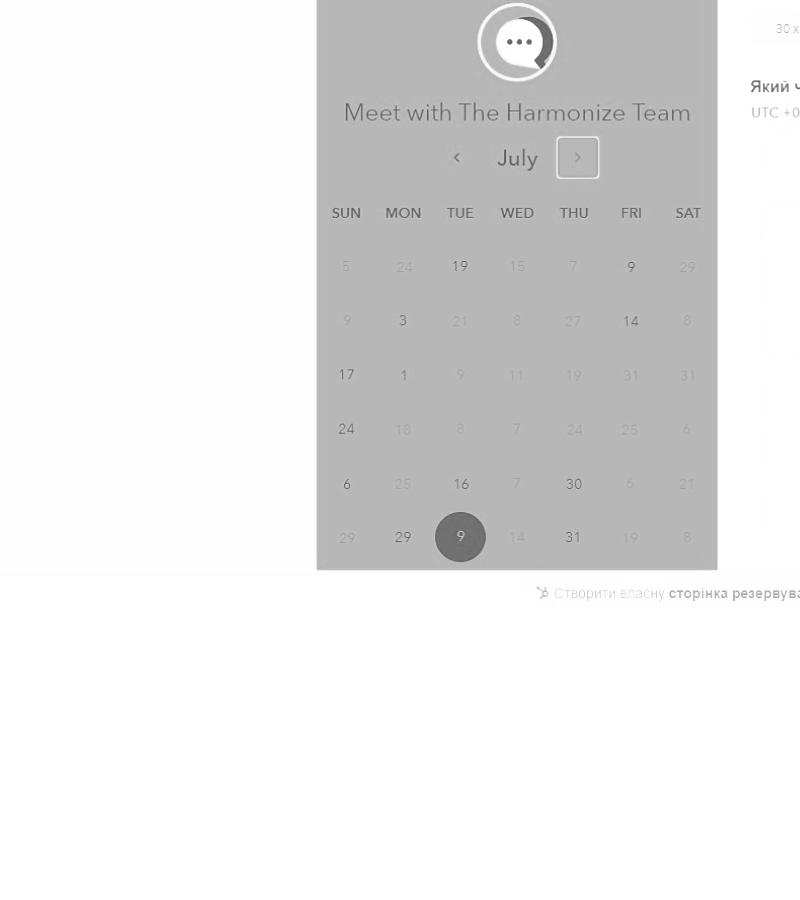 30 x
Який ч
UTC +0
Meet with The Harmonize Team
July
SUN MON TUE WED THU FRI SAT
5 24 19 15 7 9 29
9 3 21 8 27 14 8
17 1 9 11 19 31 31
24 18 8 7 24 25 6
6 25 16 7 30 6 21
29 29 9 14 31 19 8
Створити власну сторінка резервува